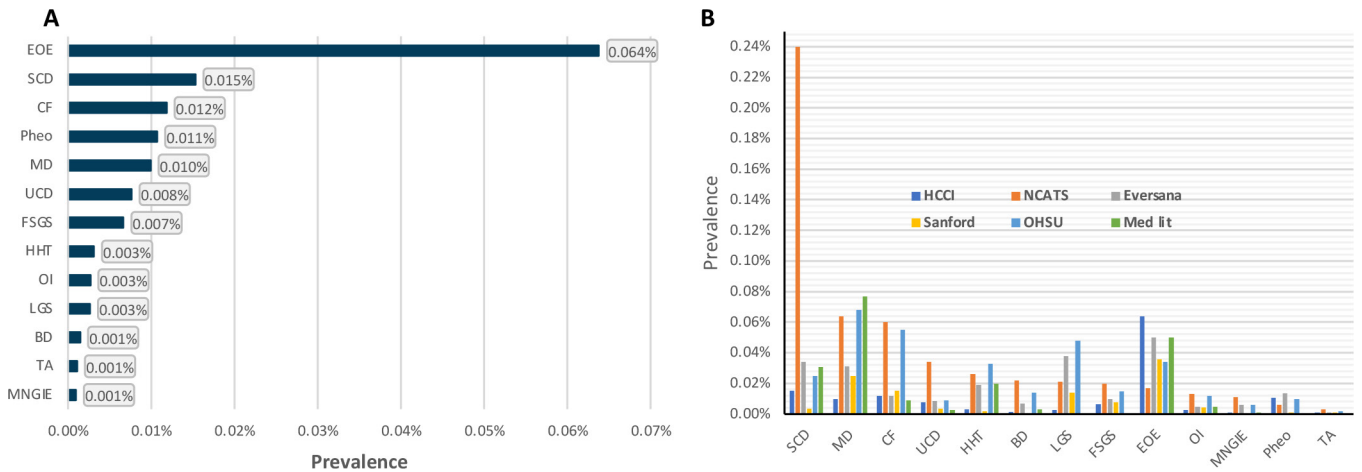 A
EOE 0.064%
SCD 0.015%
CF 0.012%
Pheo 0.011%
MD 0.010%
UCD 0.008%
FSGS 0.007%
HHT 0.003%
OI 0.003%
LGS 0.003%
BD 0.001%
TA 0.001%
MNGIE 0.001%
0.00% 0.01% 0.02% 0.03% 0.04% 0.05% 0.06% 0.07%
Prevalence
B
0.24%
0.22%
0.20%
0.18%
0.16%
0.14%
0.12%
0.10%
0.08%
0.06%
0.04%
0.02%
0.00%
Prevalence
HCCI NCATS Eversana
Sanford OHSU Med lit
SCD MD CF UCD HHT BD LGS FSGS EOE OI MNGIE Pheo TA